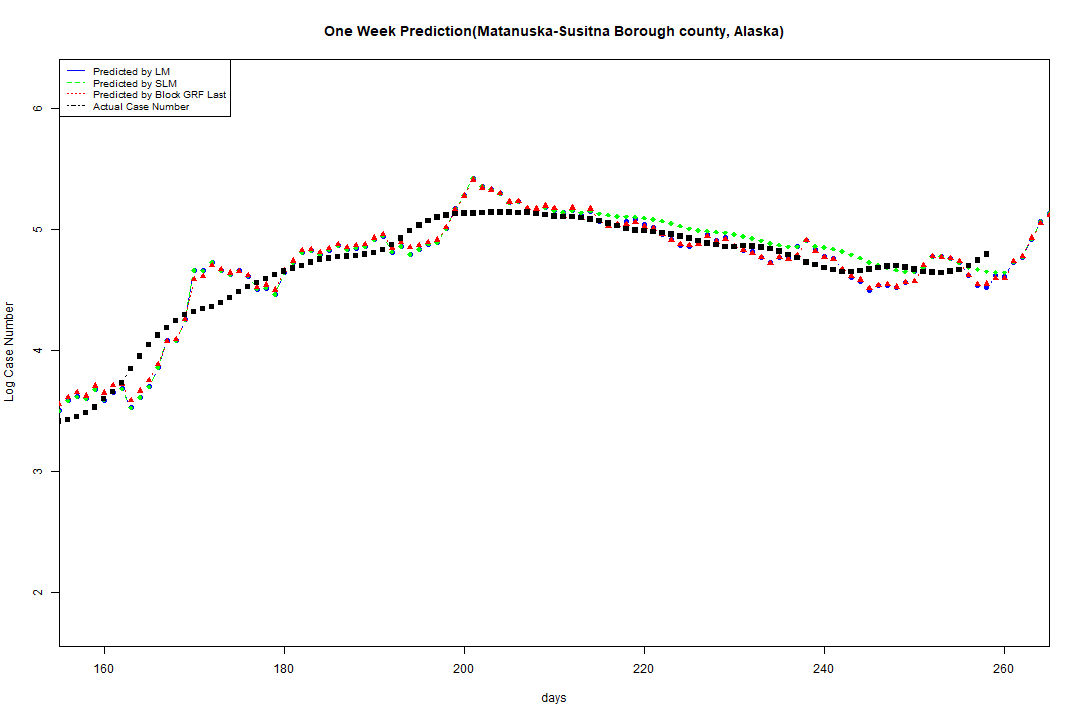 One Week Prediction(Matanuska-Susitna Borough county, Alaska)
Predicted by LM
Predicted by SLM
Predicted by Block GRF Last
Actual Case Number
6
5
4
3
2
Log Case Number
160 180 200 220 240 260
days